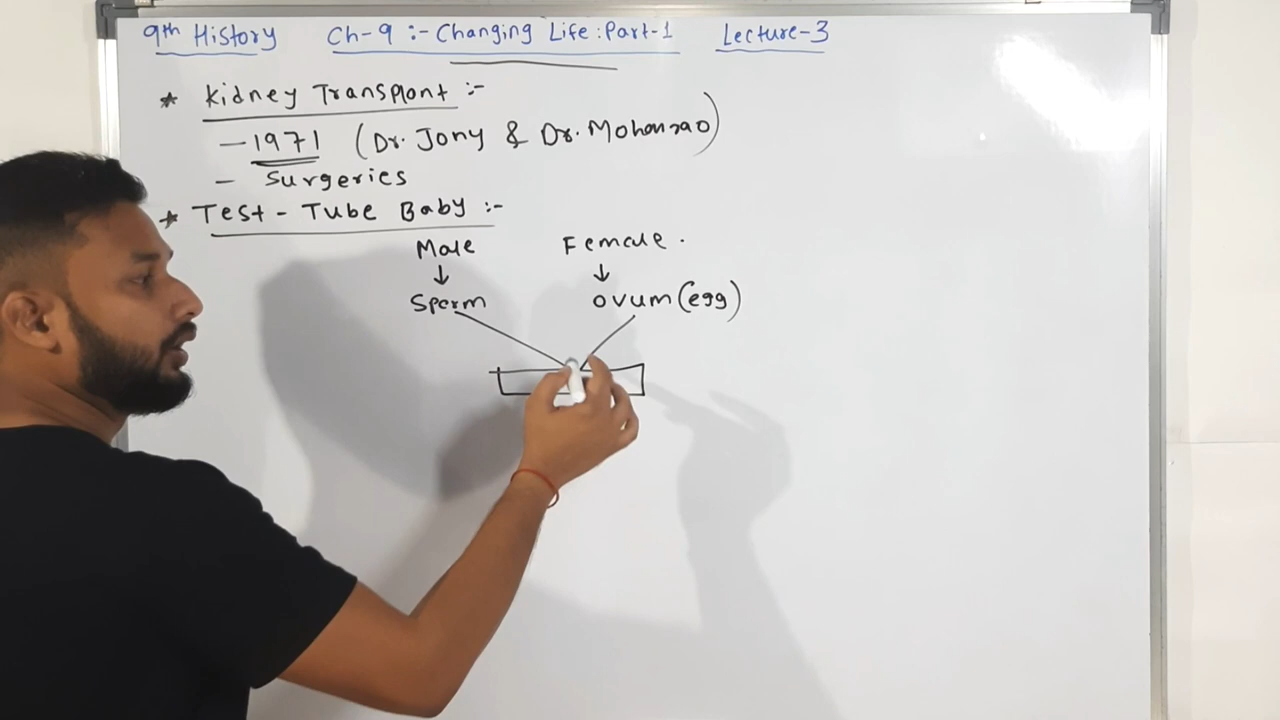 9th History Ch-9 :- Changing Life : Part-1 Lecture-3
* Kidney Transplant :-
- 1971 (Dr. Jony & Dr. Mohanrao)
- Surgeries
* Test - Tube Baby :-
Male Female .
↓ ↓
Sperm Ovum (egg)